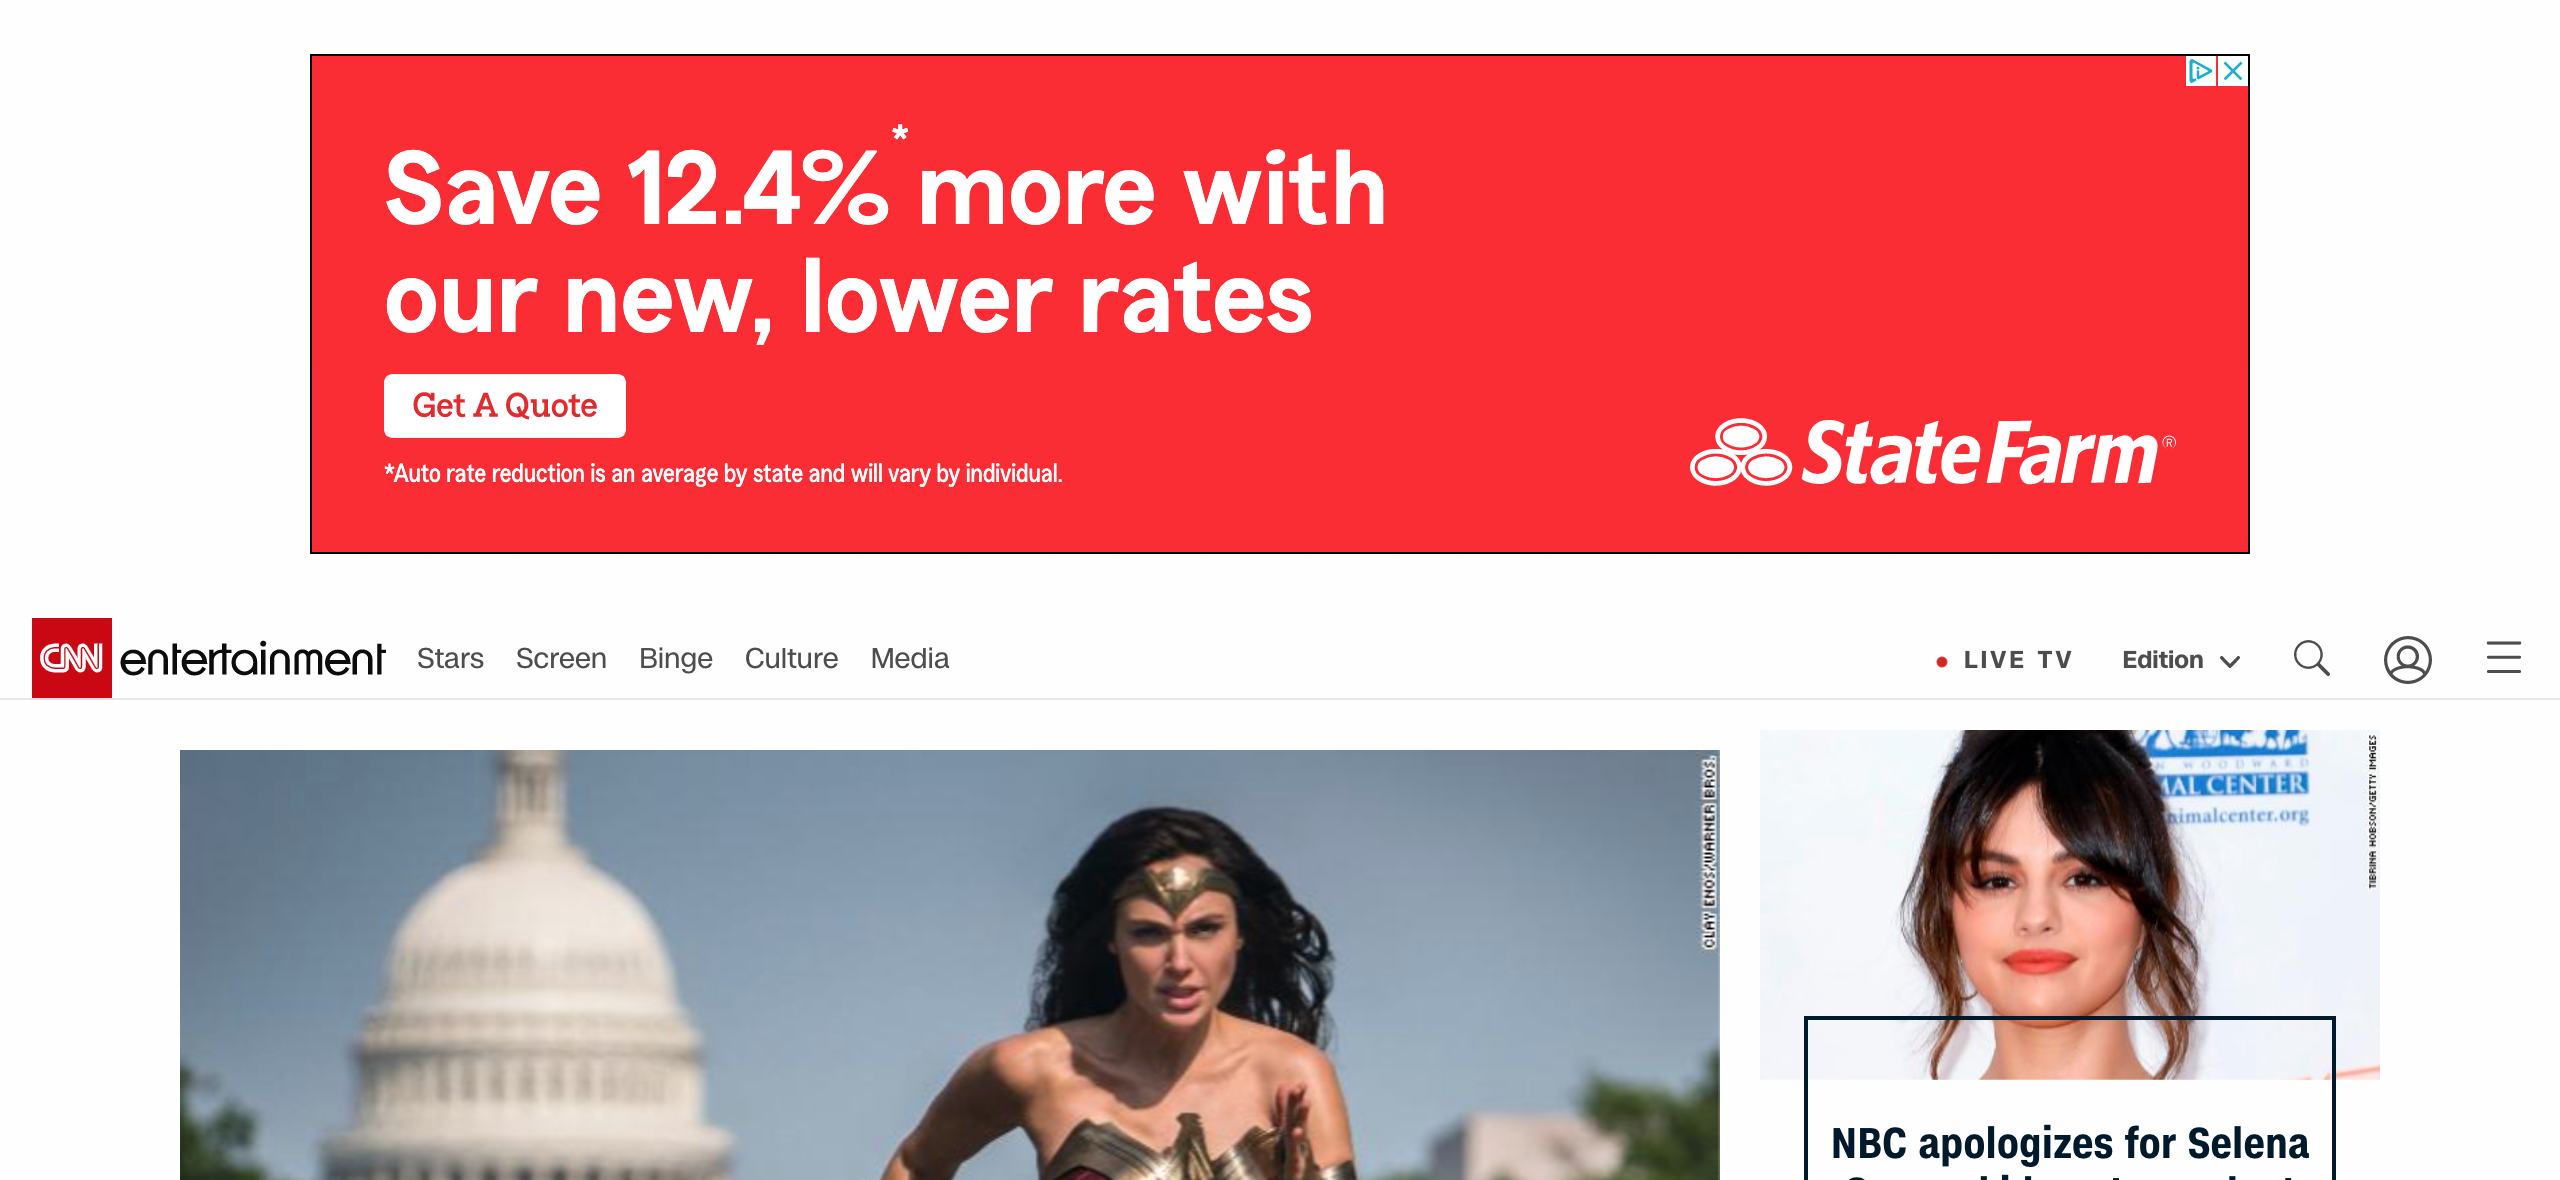 Save 12.4%* more with
our new, lower rates
Get A Quote
*Auto rate reduction is an average by state and will vary by individual.
StateFarm®
CNN entertainment Stars Screen Binge Culture Media LIVE TV Edition
CLAY ENOS/WARNER BROS.
WOODWARD
AL CENTER
nimalcenter.org
TIBRINA HOBSON/GETTY IMAGES
NBC apologizes for Selena